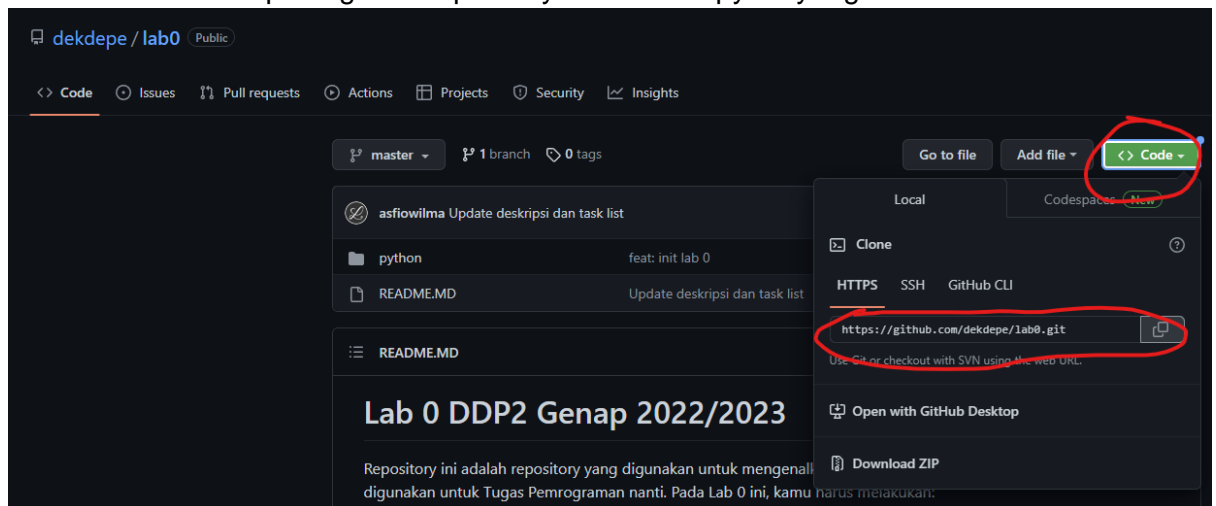 dekdepe / lab0 Public
<> Code Issues Pull requests Actions Projects Security Insights
master 1 branch 0 tags Go to file Add file <> Code
Local Codespaces New
asfiowilma Update deskripsi dan task list
Clone
python feat: init lab 0
HTTPS SSH GitHub CLI
README.MD Update deskripsi dan task list
https://github.com/dekdepe/lab0.git
Use Git or checkout with SVN using the web URL.
README.MD
Open with GitHub Desktop
Lab 0 DDP2 Genap 2022/2023
Download ZIP
Repository ini adalah repository yang digunakan untuk mengenal
digunakan untuk Tugas Pemrograman nanti. Pada Lab 0 ini, kamu harus melakukan: